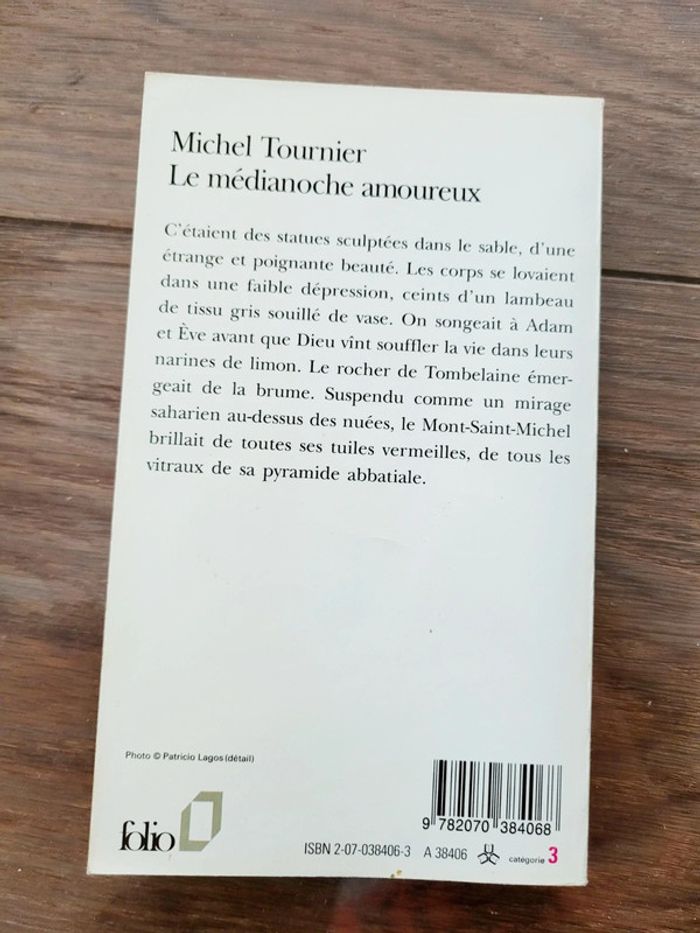 Michel Tournier
Le médianoche amoureux
C'étaient des statues sculptées dans le sable, d'une
étrange et poignante beauté. Les corps se lovaient
dans une faible dépression, ceints d'un lambeau
de tissu gris souillé de vase. On songeait à Adam
et Ève avant que Dieu vînt souffler la vie dans leurs
narines de limon. Le rocher de Tombelaine émer-
geait de la brume. Suspendu comme un mirage
saharien au-dessus des nuées, le Mont-Saint-Michel
brillait de toutes ses tuiles vermeilles, de tous les
vitraux de sa pyramide abbatiale.
Photo © Patricio Lagos (détail)
folio
9 782070 384068
ISBN 2-07-038406-3 A 38406 catégorie 3